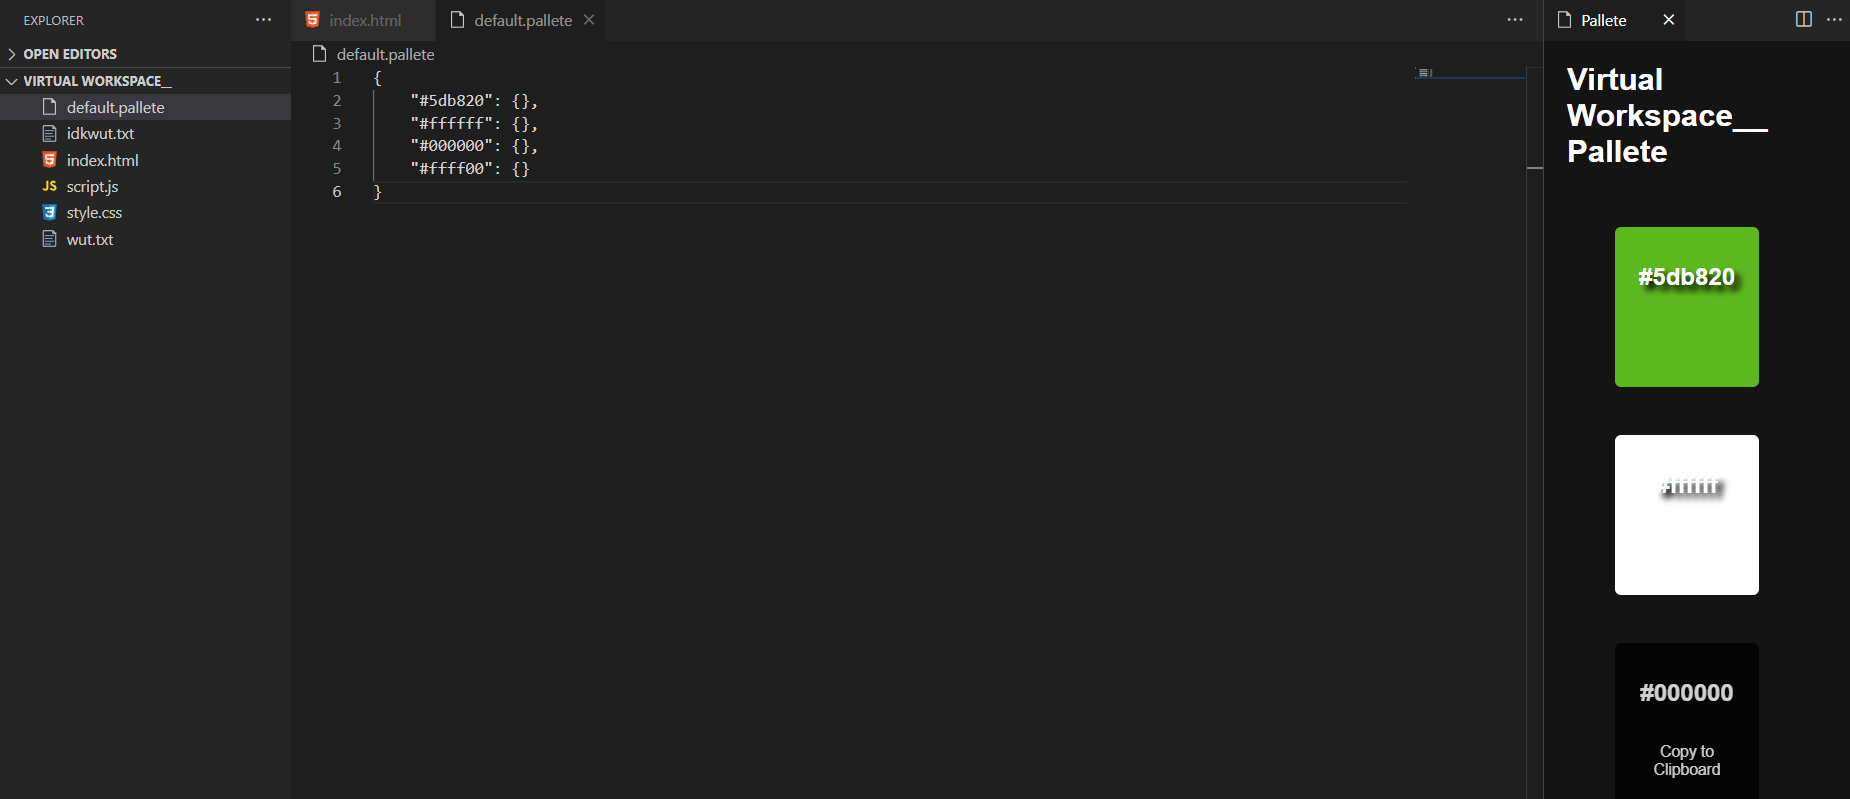 EXPLORER
OPEN EDITORS
VIRTUAL WORKSPACE__
default.pallete
idkwut.txt
index.html
JS script.js
style.css
wut.txt
index.html
default.pallete
default.pallete
1 {
2 "#5db820": {},
3 "#ffffff": {},
4 "#000000": {},
5 "#ffff00": {}
6 }
Pallete
Virtual
Workspace__
Pallete
#5db820
#ffffff
#000000
Copy to
Clipboard